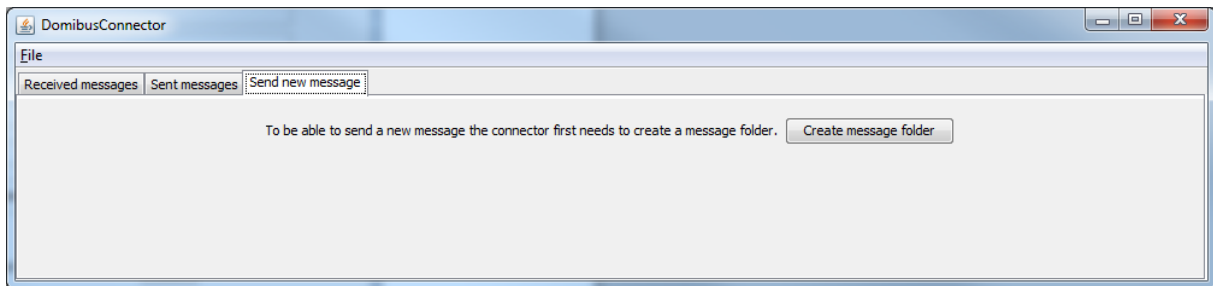 DomibusConnector
File
Received messages Sent messages Send new message
To be able to send a new message the connector first needs to create a message folder. Create message folder